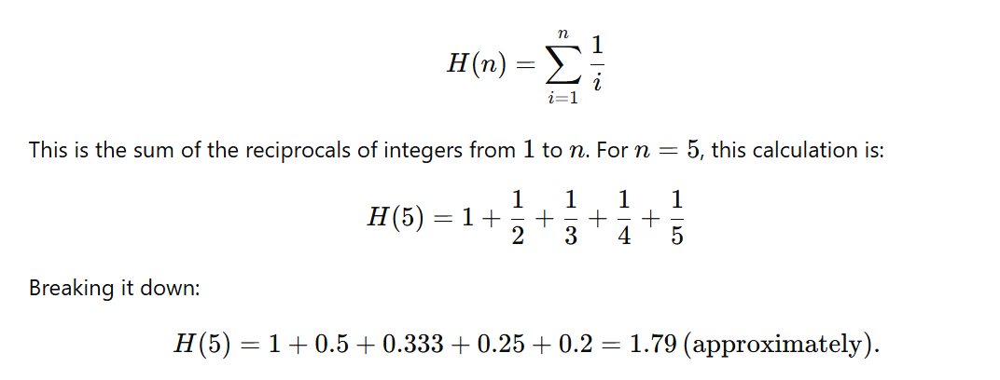 H(n) = \sum_{i=1}^{n} \frac{1}{i}
This is the sum of the reciprocals of integers from 1 to n. For n = 5, this calculation is:
H(5) = 1 + \frac{1}{2} + \frac{1}{3} + \frac{1}{4} + \frac{1}{5}
Breaking it down:
H(5) = 1 + 0.5 + 0.333 + 0.25 + 0.2 = 1.79 (approximately).